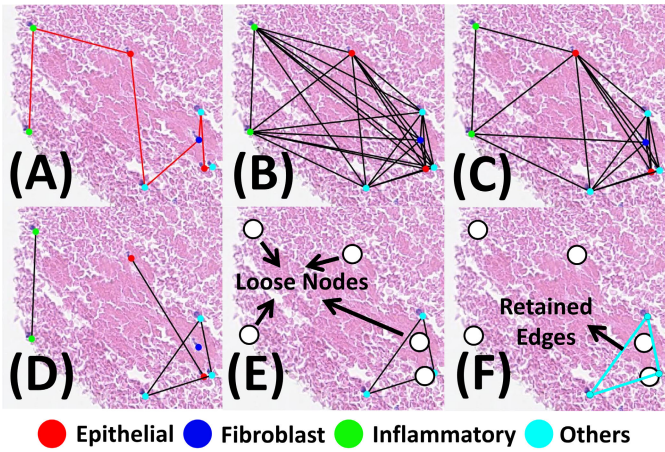 (A)
(B)
(C)
(D)
Loose Nodes
(E)
Retained
Edges
(F)
Epithelial
Fibroblast
Inflammatory
Others